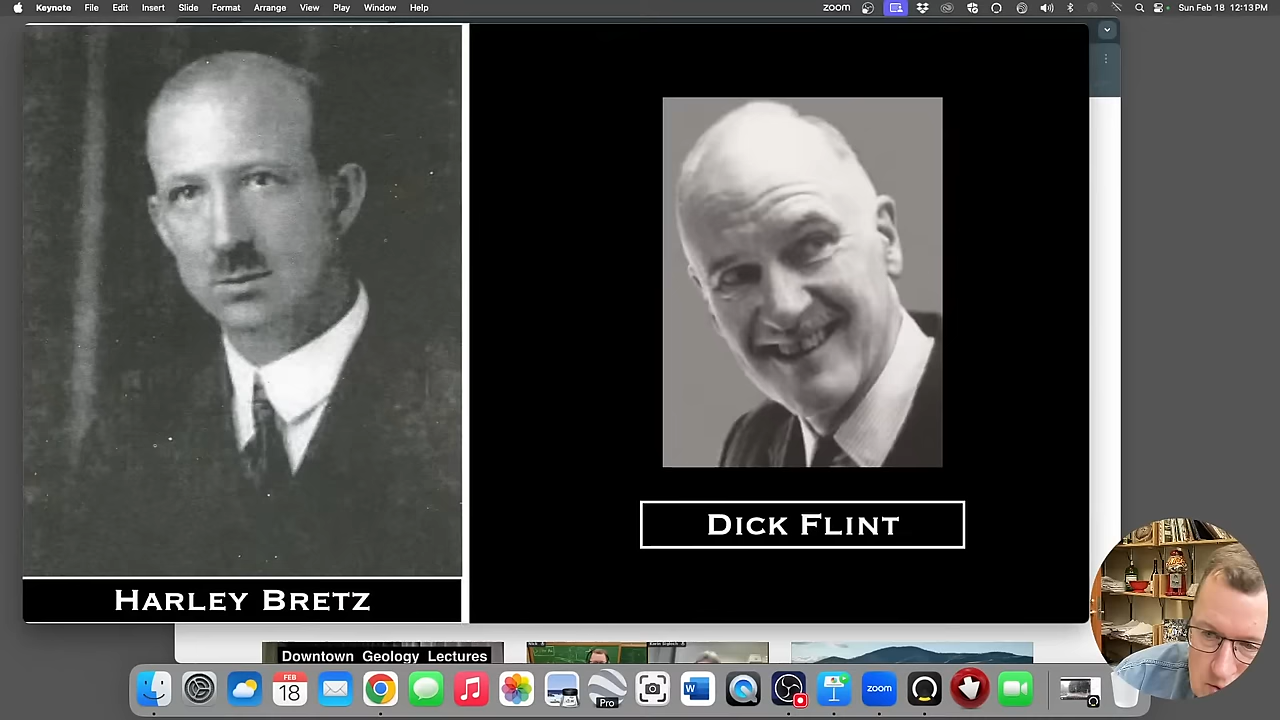 Keynote File Edit Insert Slide Format Arrange View Play Window Help zoom Sun Feb 18 12:13 PM
HARLEY BRETZ
DICK FLINT
Downtown Geology Lectures
FEB
18
W
Pro
zoom